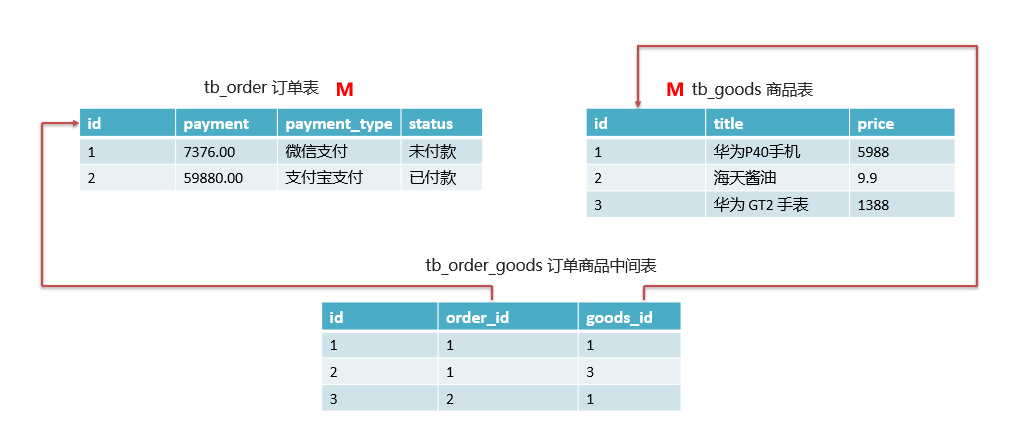 tb_order 订单表 M
id payment payment_type status
1 7376.00 微信支付 未付款
2 59880.00 支付宝支付 已付款
M tb_goods 商品表
id title price
1 华为P40手机 5988
2 海天酱油 9.9
3 华为 GT2 手表 1388
tb_order_goods 订单商品中间表
id order_id goods_id
1 1 1
2 1 3
3 2 1